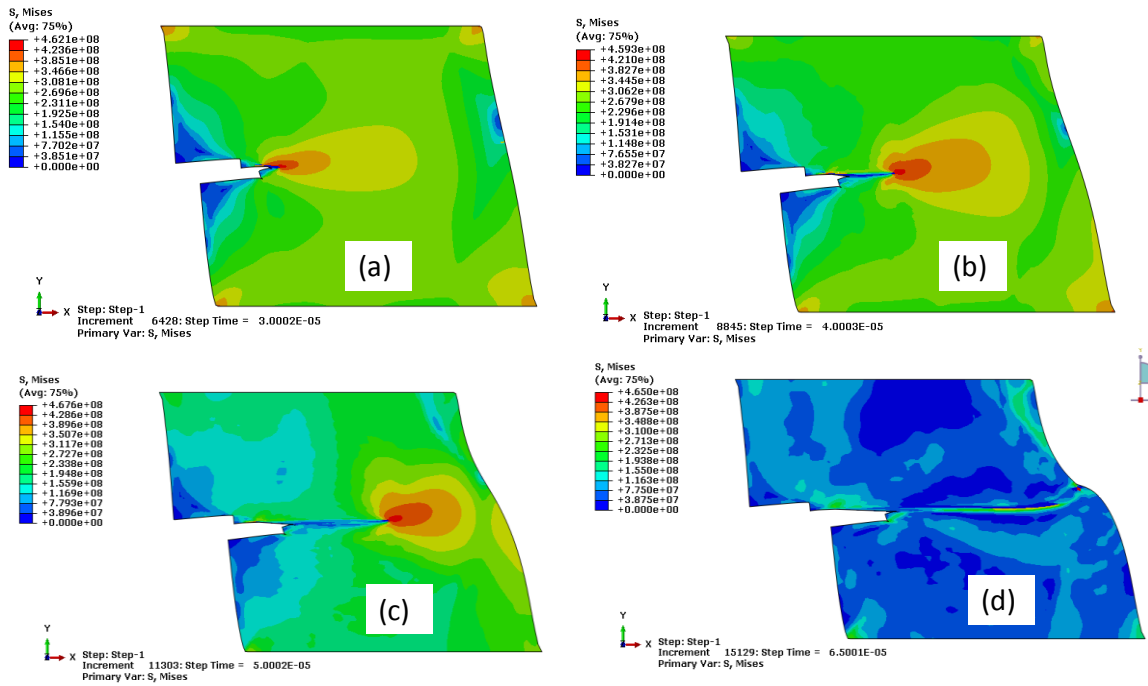 S, Mises
(Avg: 75%)
+4.621e+08
+4.236e+08
+3.851e+08
+3.466e+08
+3.081e+08
+2.696e+08
+2.311e+08
+1.925e+08
+1.540e+08
+1.155e+08
+7.702e+07
+3.851e+07
+0.000e+00
(a)
Y
X
Z
Step: Step-1
Increment 6428: Step Time = 3.0002E-05
Primary Var: S, Mises
S, Mises
(Avg: 75%)
+4.593e+08
+4.210e+08
+3.827e+08
+3.445e+08
+3.062e+08
+2.679e+08
+2.296e+08
+1.914e+08
+1.531e+08
+1.148e+08
+7.655e+07
+3.827e+07
+0.000e+00
(b)
Y
X
Z
Step: Step-1
Increment 8845: Step Time = 4.0003E-05
Primary Var: S, Mises
S, Mises
(Avg: 75%)
+4.676e+08
+4.286e+08
+3.896e+08
+3.507e+08
+3.117e+08
+2.727e+08
+2.338e+08
+1.948e+08
+1.559e+08
+1.169e+08
+7.793e+07
+3.896e+07
+0.000e+00
(c)
Y
X
Z
Step: Step-1
Increment 11303: Step Time = 5.0002E-05
Primary Var: S, Mises
S, Mises
(Avg: 75%)
+4.650e+08
+4.263e+08
+3.875e+08
+3.488e+08
+3.100e+08
+2.713e+08
+2.325e+08
+1.938e+08
+1.550e+08
+1.163e+08
+7.750e+07
+3.875e+07
+0.000e+00
(d)
Y
X
Z
Step: Step-1
Increment 15129: Step Time = 6.5001E-05
Primary Var: S, Mises